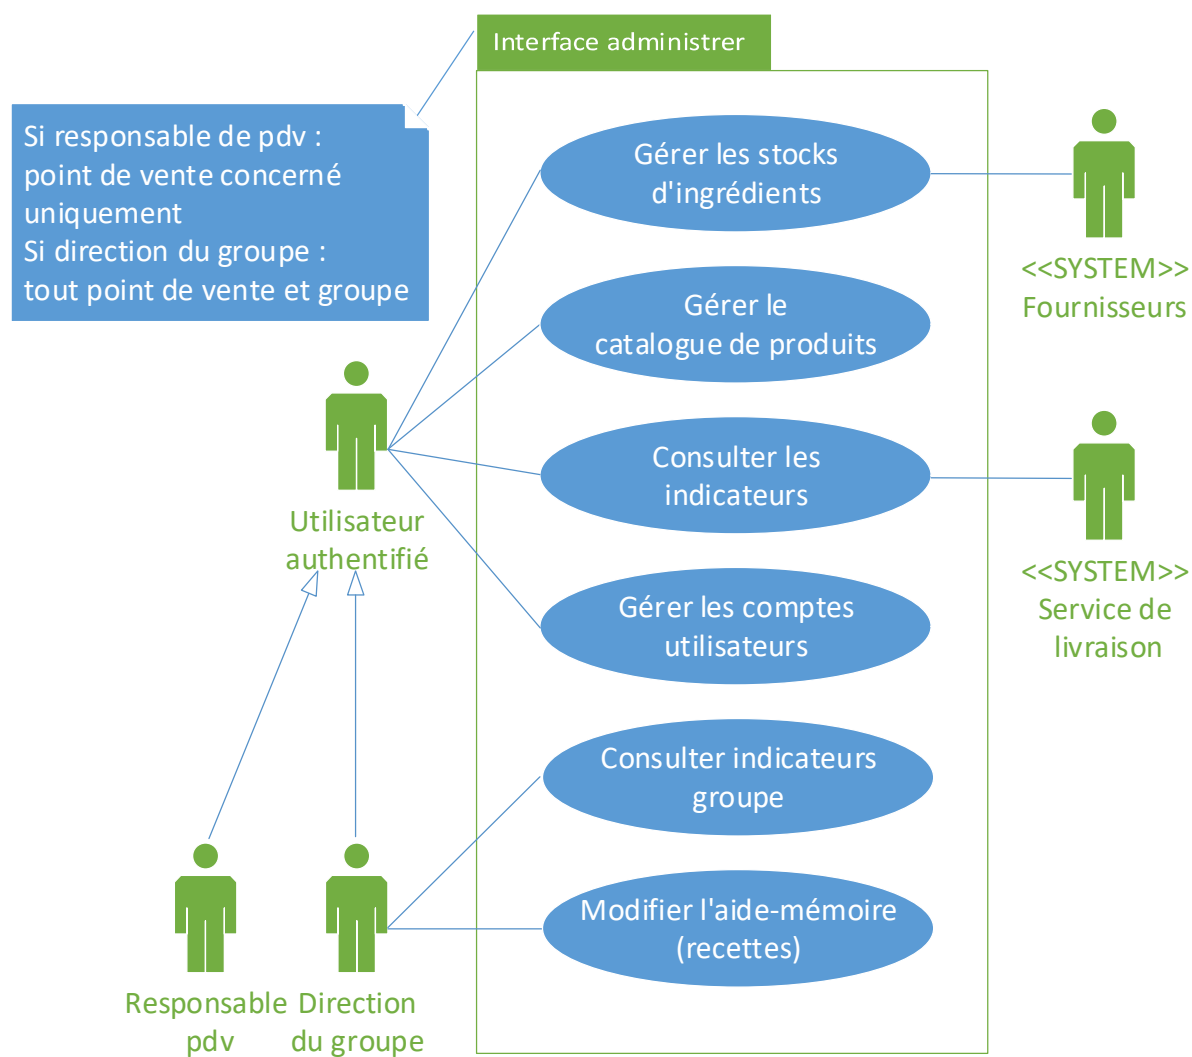 Interface administrer
Si responsable de pdv :
point de vente concerné
uniquement
Si direction du groupe :
tout point de vente et groupe
Gérer les stocks
d'ingrédients
<<SYSTEM>>
Fournisseurs
Gérer le
catalogue de produits
Consulter les
indicateurs
Utilisateur
authentifié
<<SYSTEM>>
Service de
livraison
Gérer les comptes
utilisateurs
Consulter indicateurs
groupe
Modifier l'aide-mémoire
(recettes)
Responsable
pdv
Direction
du groupe